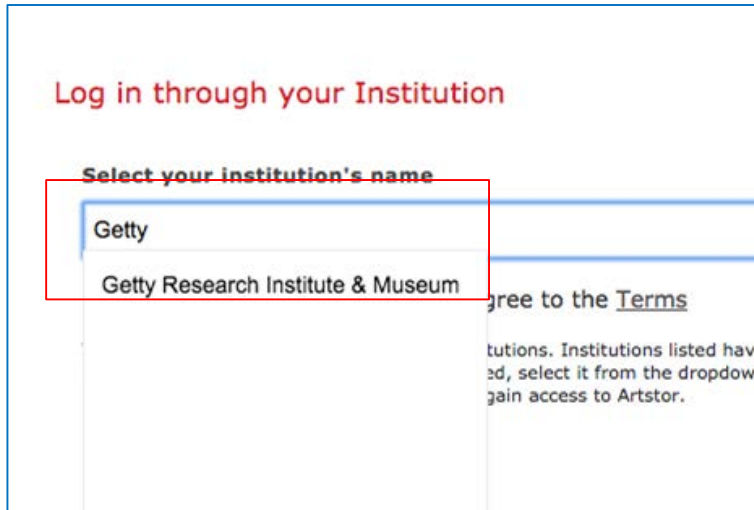 Log in through your Institution
Select your institution's name
Getty
Getty Research Institute & Museum
gree to the Terms
tutions. Institutions listed hav
ed, select it from the dropdow
gain access to Artstor.